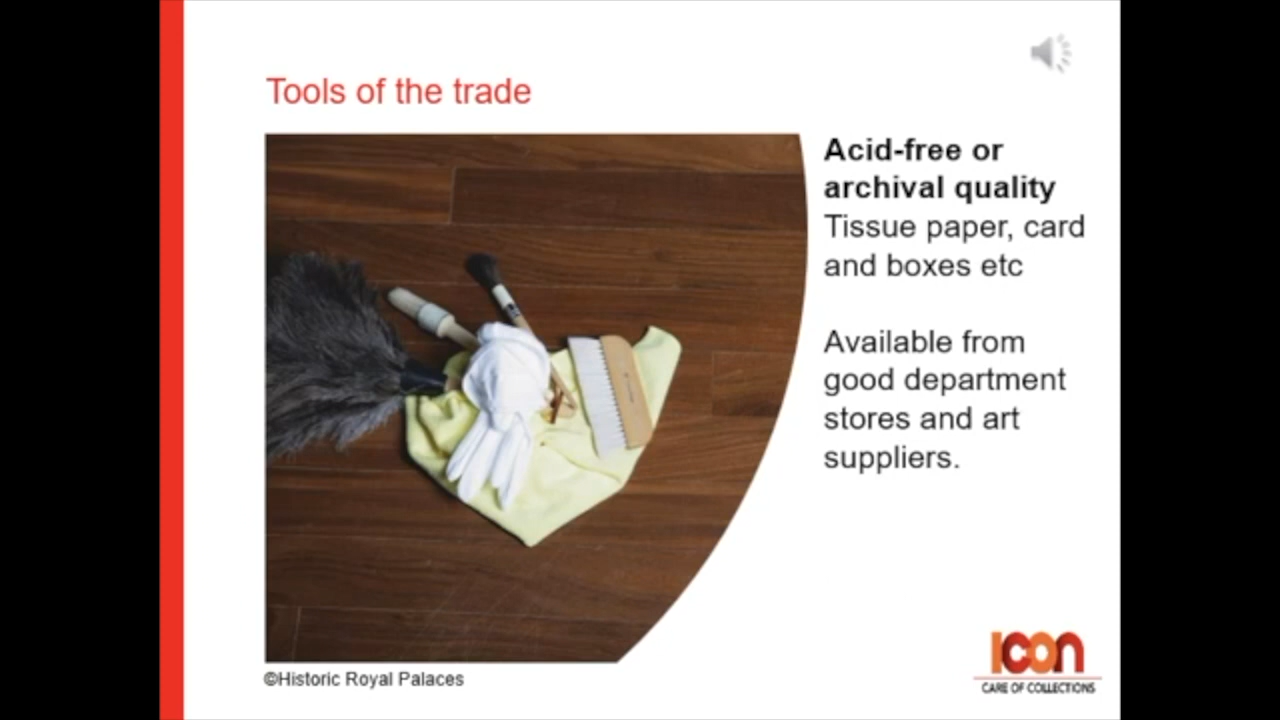 Tools of the trade
Acid-free or
archival quality
Tissue paper, card
and boxes etc
Available from
good department
stores and art
suppliers.
©Historic Royal Palaces
Icon
CARE OF COLLECTIONS